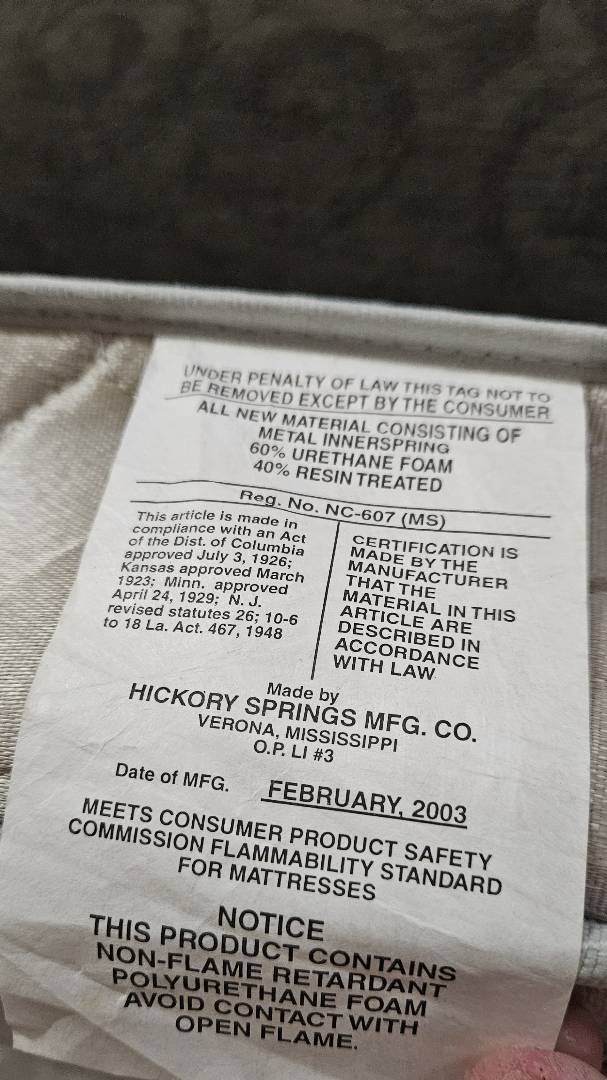 UNDER PENALTY OF LAW THIS TAG NOT TO
BE REMOVED EXCEPT BY THE CONSUMER
ALL NEW MATERIAL CONSISTING OF
METAL INNERSPRING
60% URETHANE FOAM
40% RESIN TREATED
Reg. No. NC-607 (MS)
This article is made in
compliance with an Act
of the Dist. of Columbia
approved July 3, 1926;
Kansas approved March
1923; Minn. approved
April 24, 1929; N. J.
revised statutes 26; 10-6
to 18 La. Act. 467, 1948
CERTIFICATION IS
MADE BY THE
MANUFACTURER
THAT THE
MATERIAL IN THIS
ARTICLE ARE
DESCRIBED IN
ACCORDANCE
WITH LAW
Made by
HICKORY SPRINGS MFG. CO.
VERONA, MISSISSIPPI
O.P. LI #3
Date of MFG. FEBRUARY, 2003
MEETS CONSUMER PRODUCT SAFETY
COMMISSION FLAMMABILITY STANDARD
FOR MATTRESSES
NOTICE
THIS PRODUCT CONTAINS
NON-FLAME RETARDANT
POLYURETHANE FOAM
AVOID CONTACT WITH
OPEN FLAME.